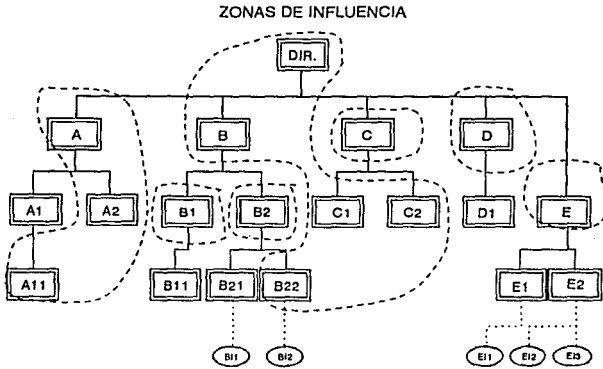 ZONAS DE INFLUENCIA
DIR.
A B C D
A1 A2 B1 B2 C1 C2 D1 E
A11 B11 B21 B22 E1 E2
BI1 BI2 EI1 EI2 EI3